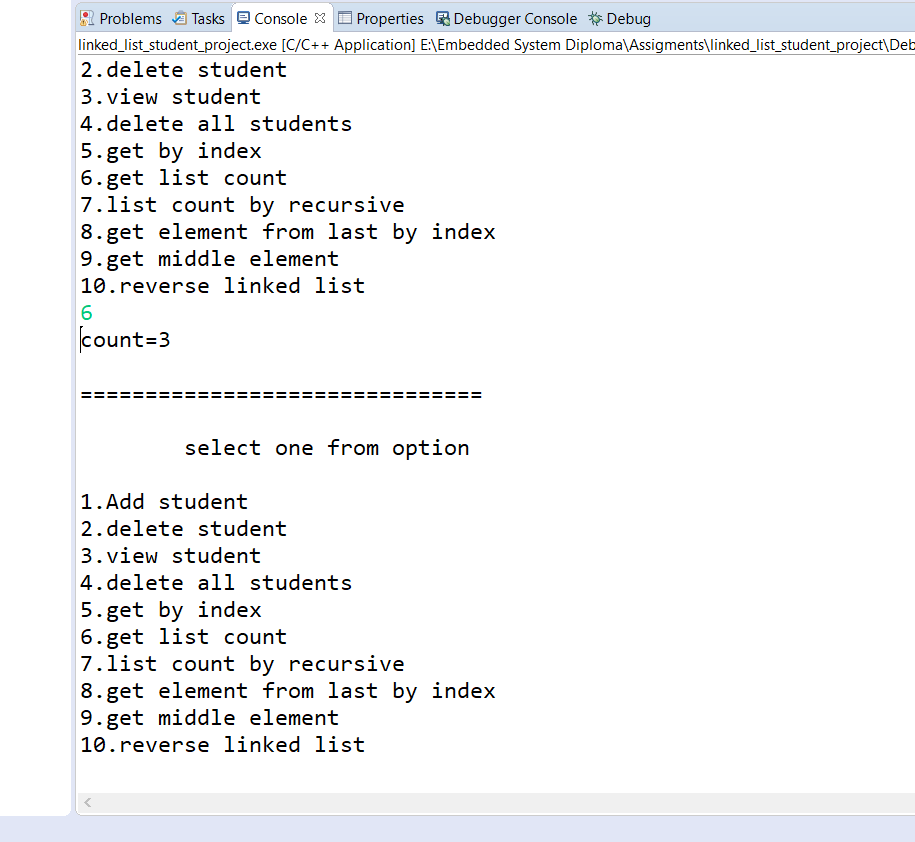 Problems Tasks Console Properties Debugger Console Debug
linked_list_student_project.exe [C/C++ Application] E:\Embedded System Diploma\Assigments\linked_list_student_project\Deb
2.delete student
3.view student
4.delete all students
5.get by index
6.get list count
7.list count by recursive
8.get element from last by index
9.get middle element
10.reverse linked list
6
count=3
===============================
select one from option
1.Add student
2.delete student
3.view student
4.delete all students
5.get by index
6.get list count
7.list count by recursive
8.get element from last by index
9.get middle element
10.reverse linked list